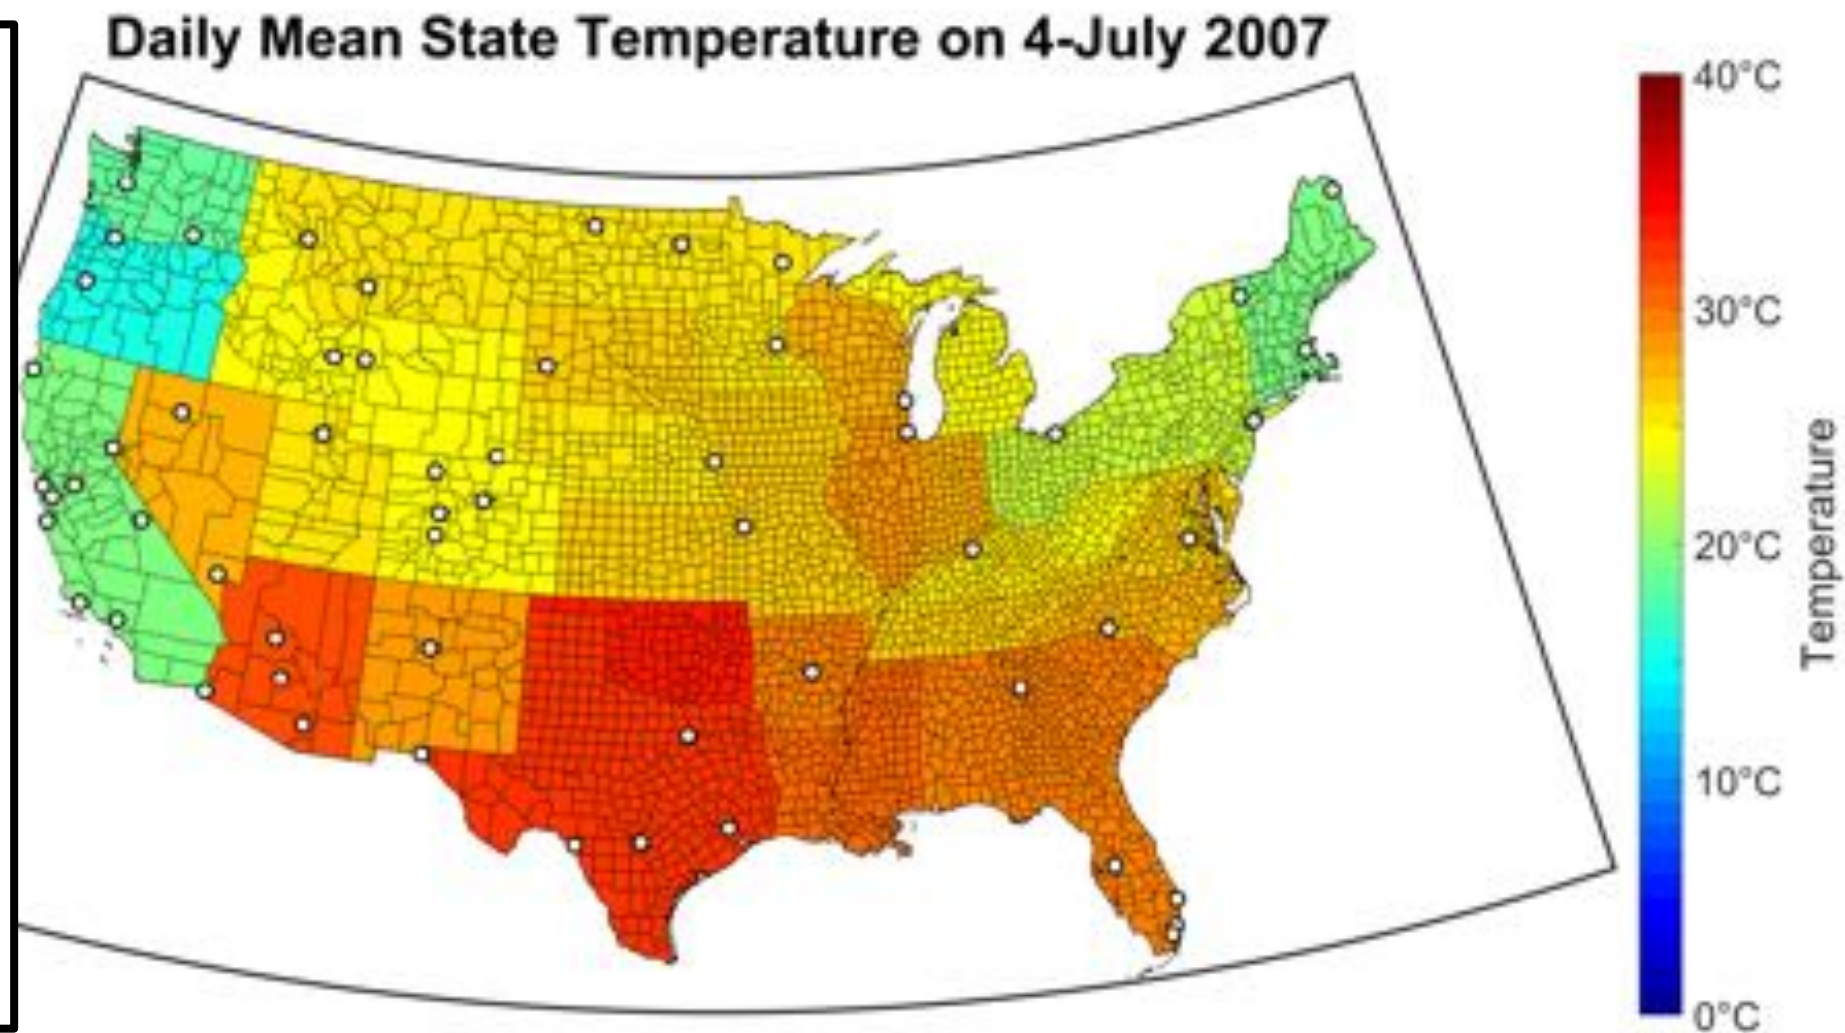 Daily Mean State Temperature on 4-July 2007
40°C
30°C
20°C
10°C
0°C
Temperature